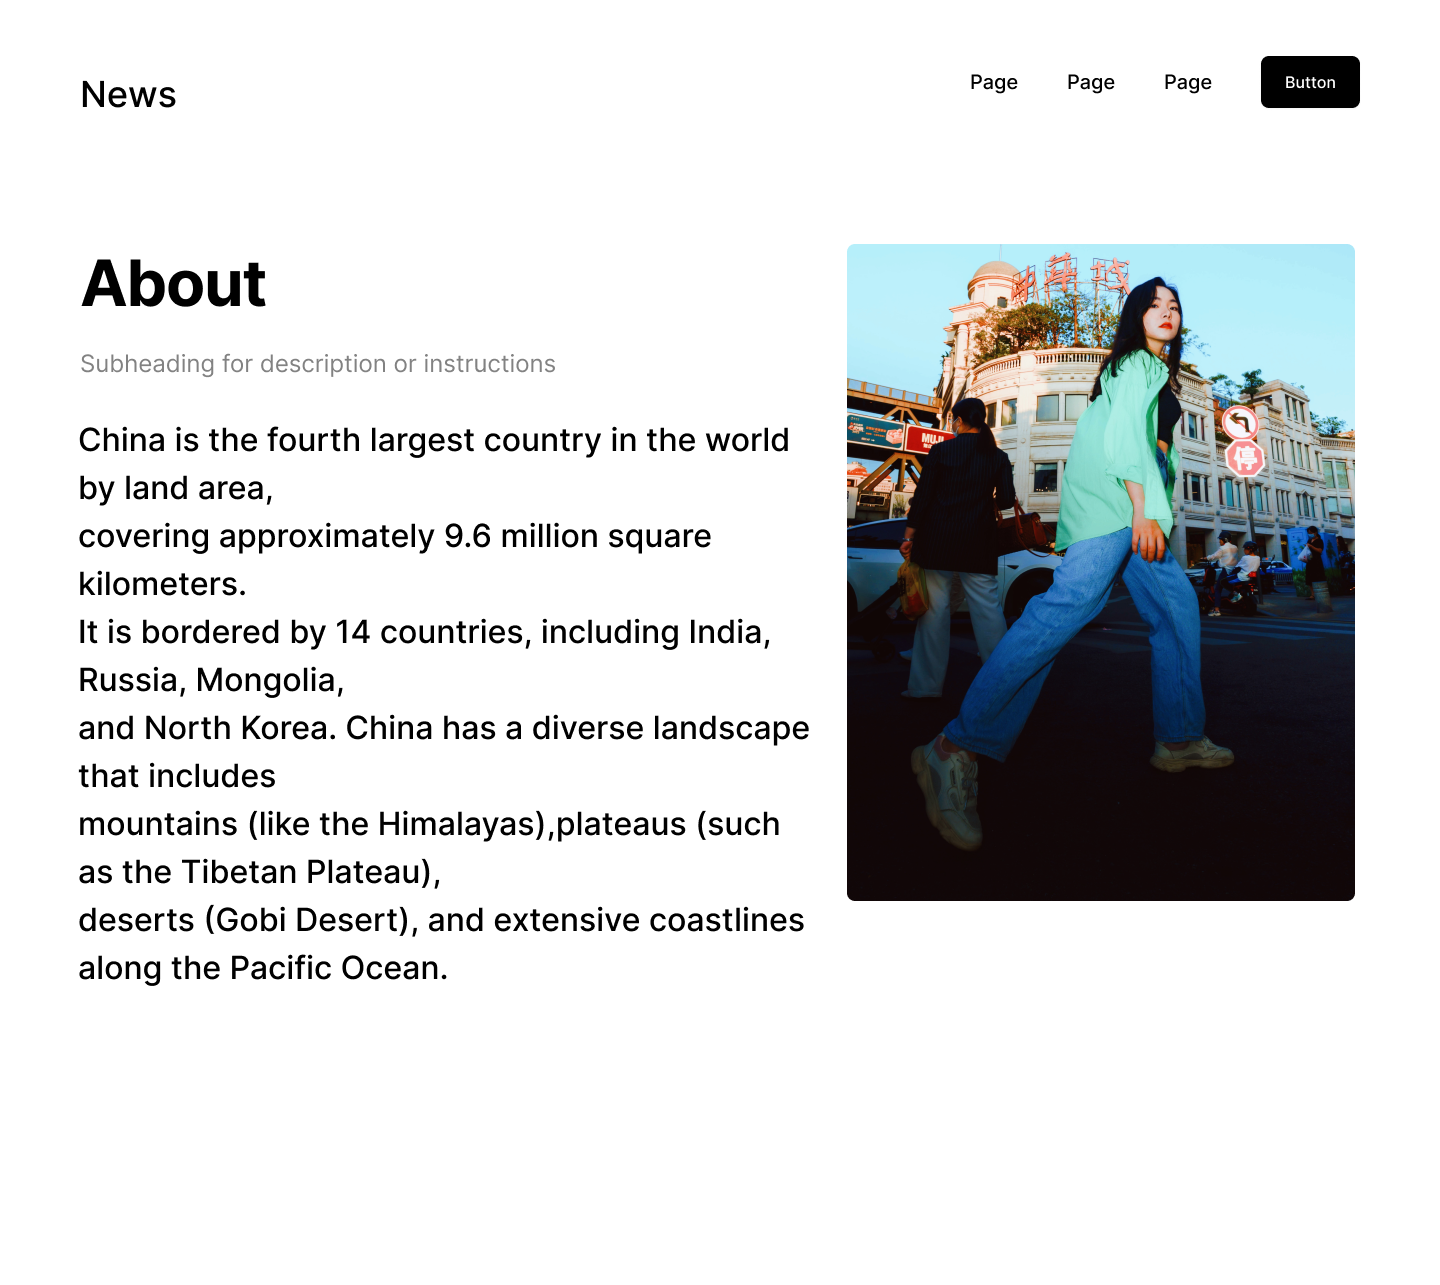 News
Page
Page
Page
Button
About
Subheading for description or instructions
China is the fourth largest country in the world
by land area,
covering approximately 9.6 million square
kilometers.
It is bordered by 14 countries, including India,
Russia, Mongolia,
and North Korea. China has a diverse landscape
that includes
mountains (like the Himalayas),plateaus (such
as the Tibetan Plateau),
deserts (Gobi Desert), and extensive coastlines
along the Pacific Ocean.
MUJI
停